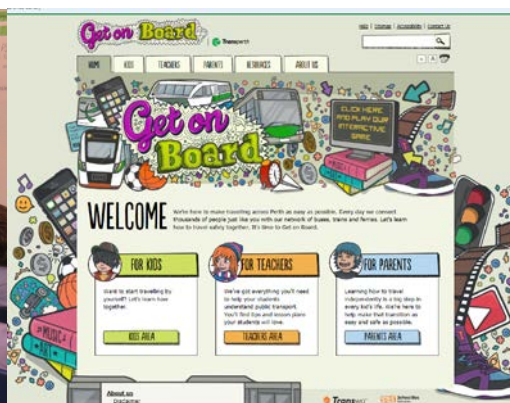 Get on Board
Transperth
Help | Sitemap | Accessibility | Contact Us
HOME
KIDS
TEACHERS
PARENTS
RESOURCES
ABOUT US
- A
Get on
Board
CLICK HERE
AND PLAY OUR
INTERACTIVE
GAME
WELCOME
We're here to make travelling across Perth as easy as possible. Every day we connect
thousands of people just like you with our network of buses, trains and ferries. Let's learn
how to travel safely together. It's time to Get on Board.
FOR KIDS
Want to start travelling by
yourself? Let's learn how
together.
KIDS AREA
FOR TEACHERS
We've got everything you'll need
to help your students
understand public transport.
You'll find tips and lesson plans
your students will love.
TEACHERS AREA
FOR PARENTS
Learning how to travel
independently is a big step in
every kid's life. We're here to
help make that transition as
easy and safe as possible.
PARENTS AREA
MUSIC
ART
About us
Disclaimer